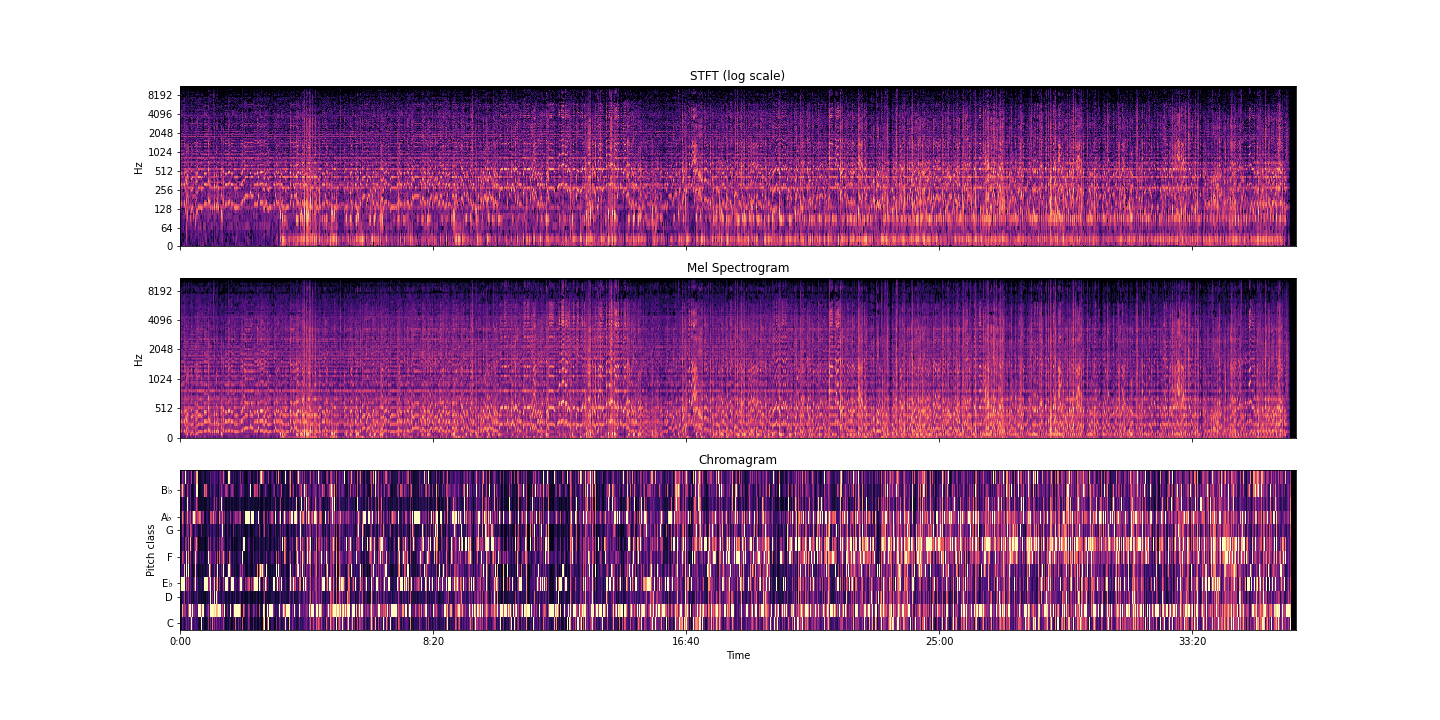 STFT (log scale)
8192
4096
2048
1024
512
256
128
64
0
Hz
Mel Spectrogram
8192
4096
2048
1024
512
0
Hz
Chromagram
B♭
A♭
G
F
E♭
D
C
Pitch class
0:00 8:20 16:40 25:00 33:20
Time